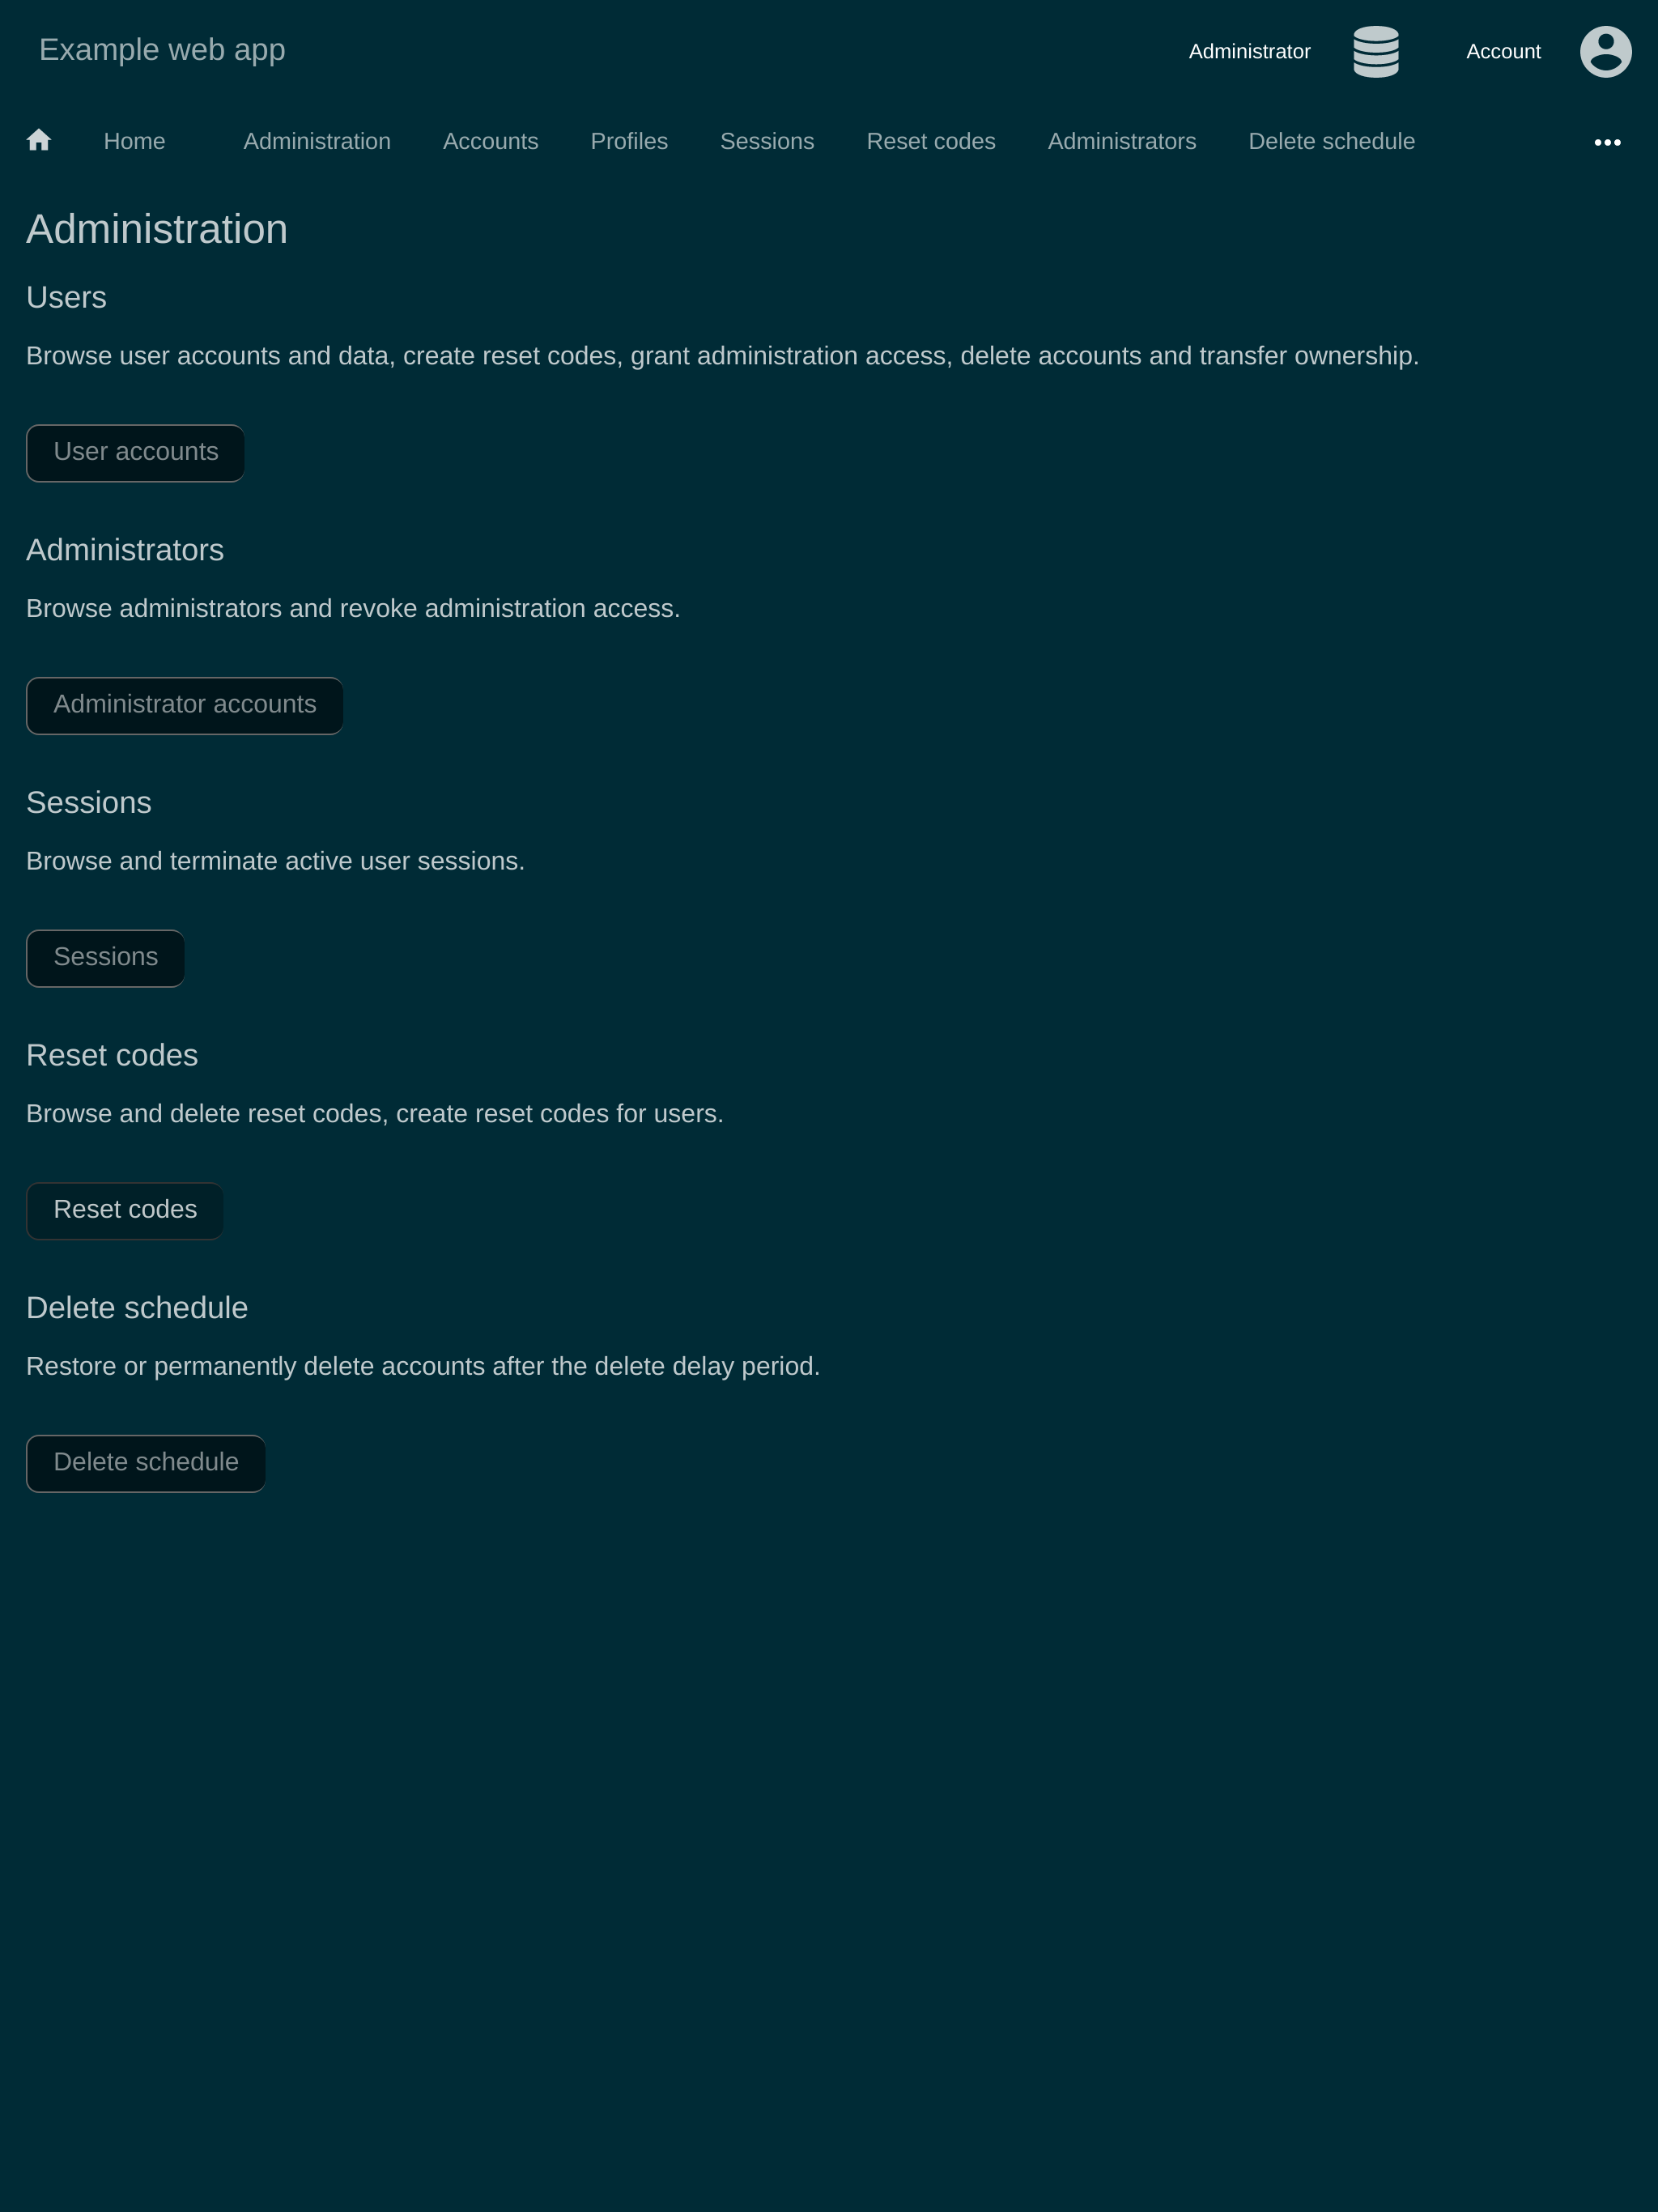 Example web app
Administrator
Account
Home
Administration
Accounts
Profiles
Sessions
Reset codes
Administrators
Delete schedule
Administration
Users
Browse user accounts and data, create reset codes, grant administration access, delete accounts and transfer ownership.
User accounts
Administrators
Browse administrators and revoke administration access.
Administrator accounts
Sessions
Browse and terminate active user sessions.
Sessions
Reset codes
Browse and delete reset codes, create reset codes for users.
Reset codes
Delete schedule
Restore or permanently delete accounts after the delete delay period.
Delete schedule